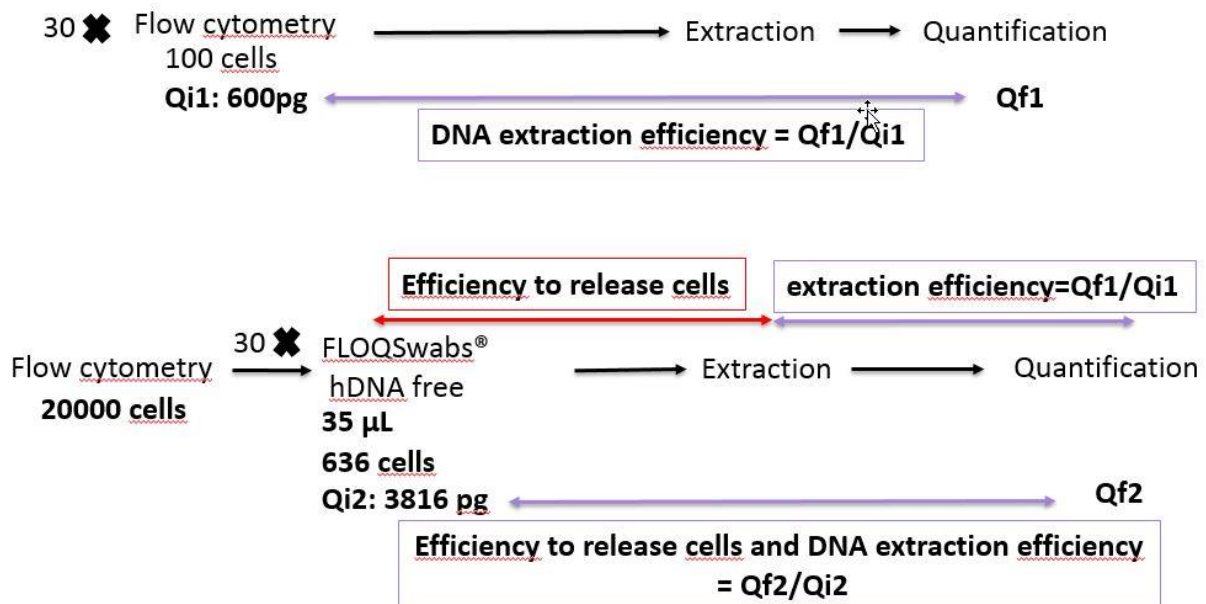 30 ✖ Flow cytometry → Extraction → Quantification
100 cells
Qi1: 600pg Qf1
DNA extraction efficiency = Qf1/Qi1
Efficiency to release cells extraction efficiency=Qf1/Qi1
Flow cytometry 30 ✖ FLOQSwabs® → Extraction → Quantification
20000 cells hDNA free
35 µL
636 cells
Qi2: 3816 pg Qf2
Efficiency to release cells and DNA extraction efficiency
= Qf2/Qi2